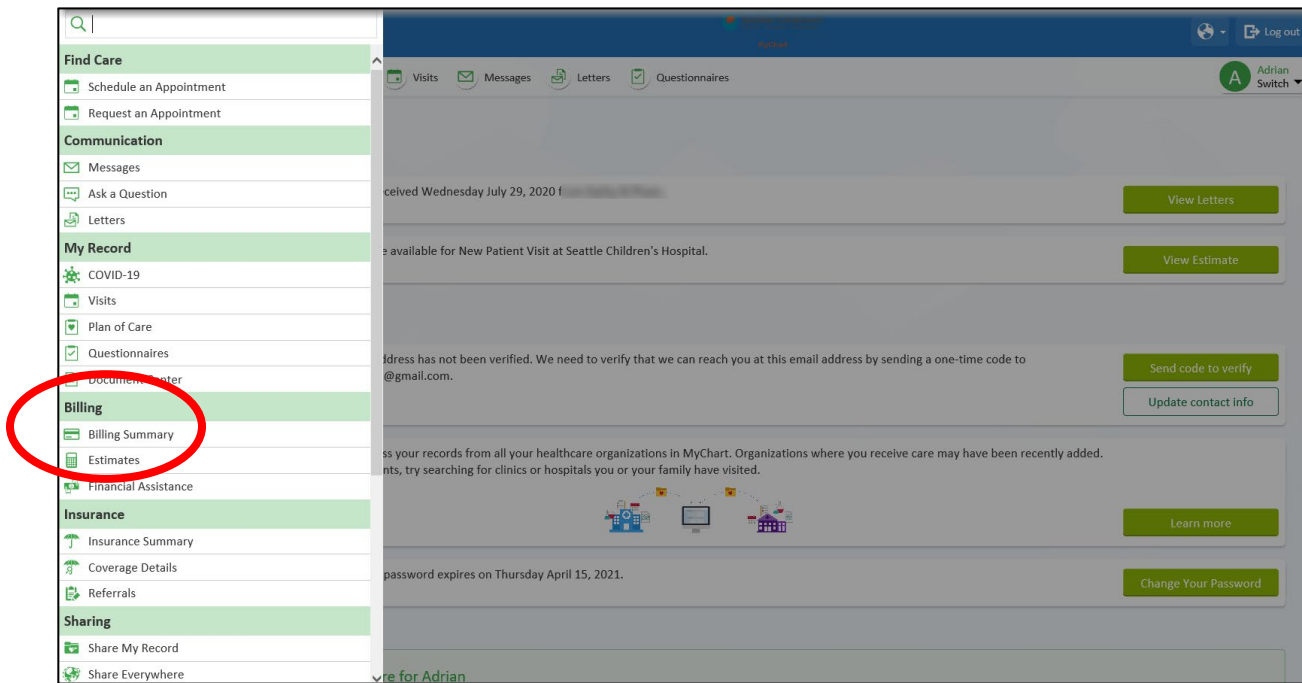 Log out
Find Care
Schedule an Appointment
Request an Appointment
Communication
Messages
Ask a Question
Letters
My Record
COVID-19
Visits
Plan of Care
Questionnaires
Document Center
Billing
Billing Summary
Estimates
Financial Assistance
Insurance
Insurance Summary
Coverage Details
Referrals
Sharing
Share My Record
Share Everywhere
Visits Messages Letters Questionnaires
A Adrian
Switch
ceived Wednesday July 29, 2020 f
View Letters
e available for New Patient Visit at Seattle Children's Hospital.
View Estimate
ddress has not been verified. We need to verify that we can reach you at this email address by sending a one-time code to
@gmail.com.
Send code to verify
Update contact info
ss your records from all your healthcare organizations in MyChart. Organizations where you receive care may have been recently added.
nts, try searching for clinics or hospitals you or your family have visited.
Learn more
password expires on Thursday April 15, 2021.
Change Your Password
re for Adrian